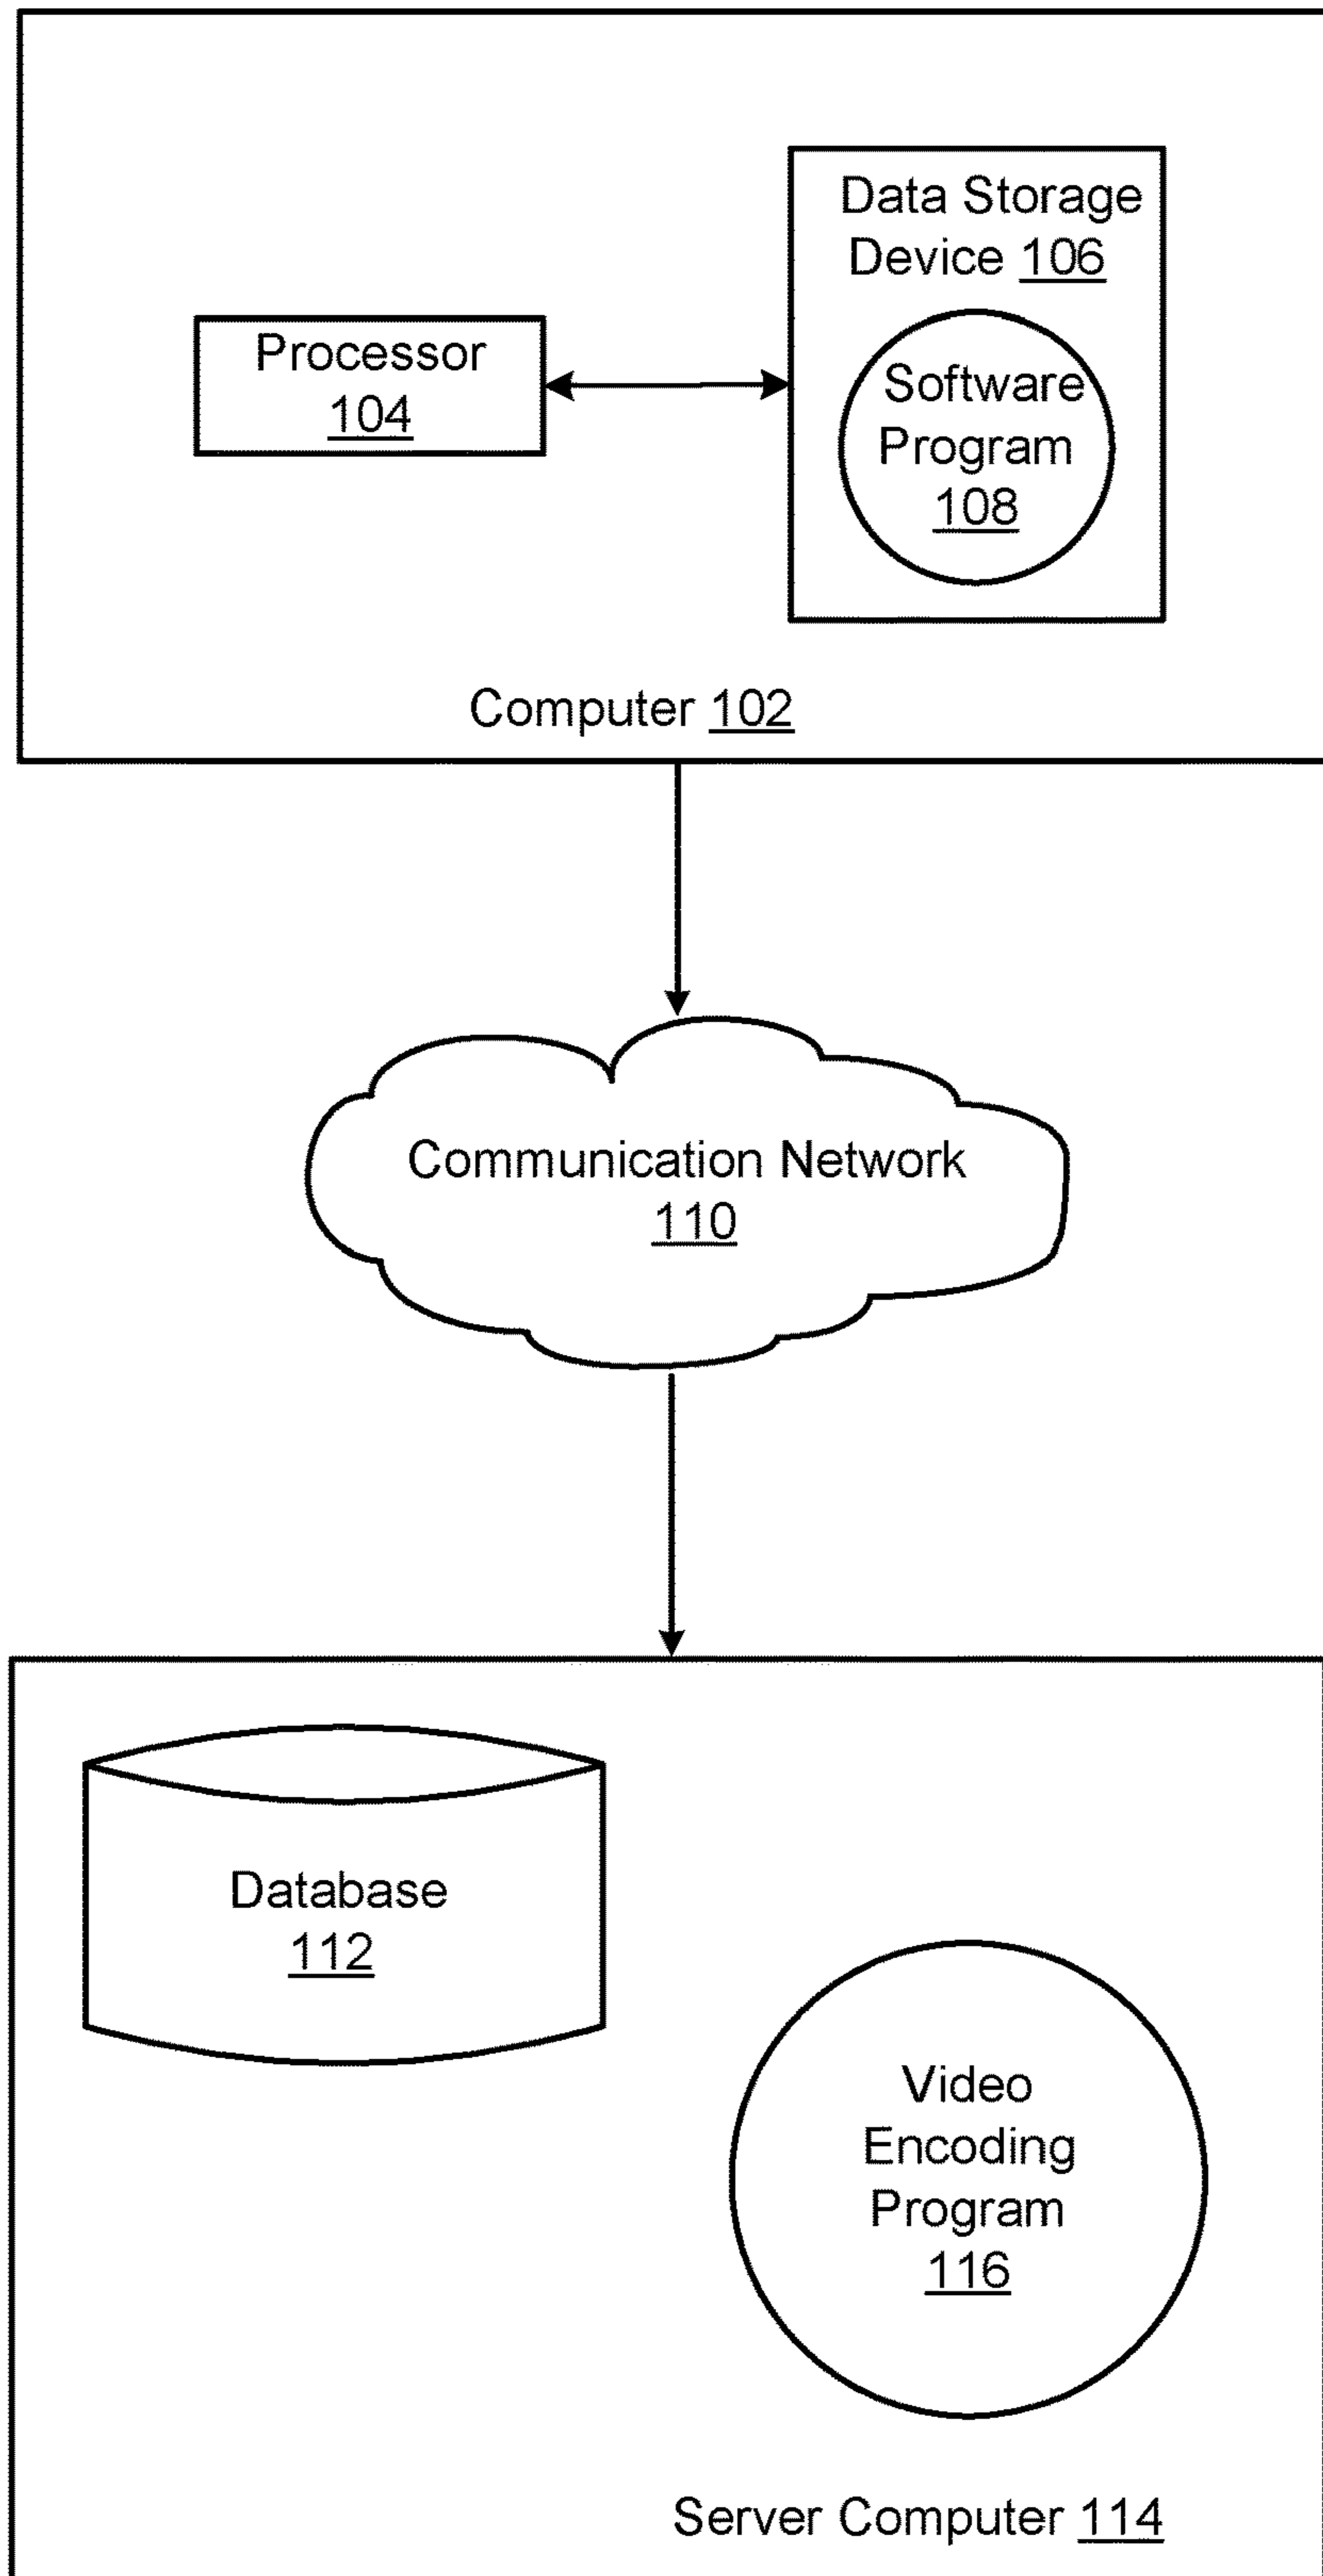 Data Storage
Device 106
Processor
104
Software
Program
108
Computer 102
Communication Network
110
Database
112
Video
Encoding
Program
116
Server Computer 114